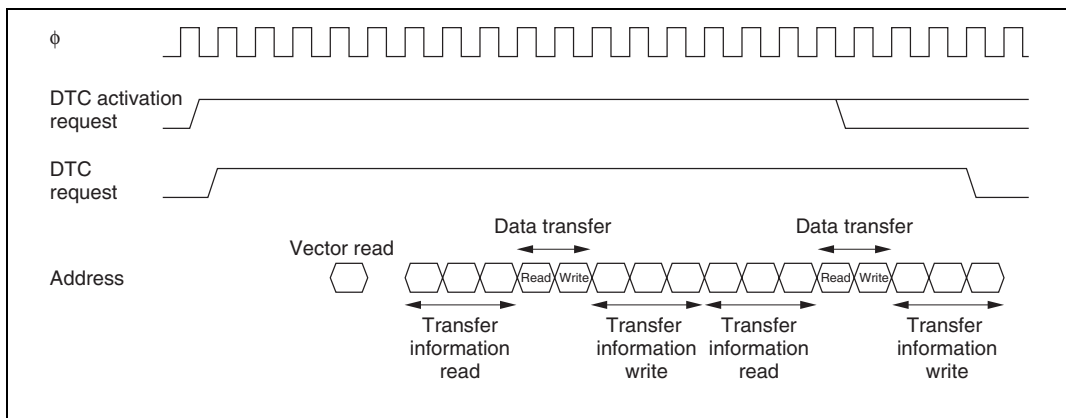 ϕ
DTC activation
request
DTC
request
Data transfer
Data transfer
Vector read
Address
Read
Write
Read
Write
Transfer
information
read
Transfer
information
write
Transfer
information
read
Transfer
information
write